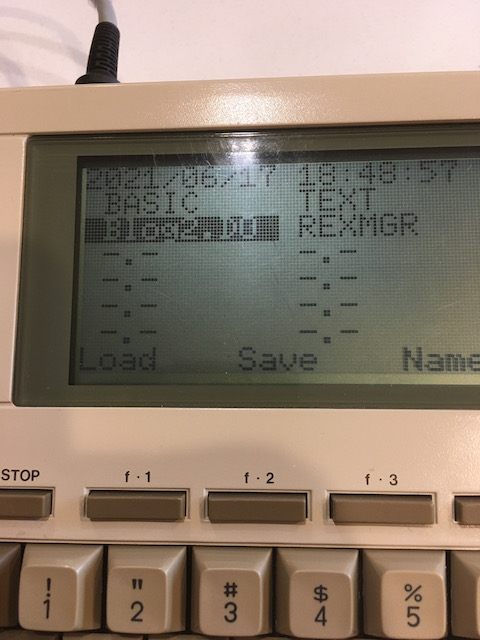 2021/06/17 18:48:57
BASIC TEXT
REXMGR
-.- -.-
-.- -.-
-.- -.-
-.- -.-
Load Save Name
STOP f·1 f·2 f·3
! " # $ %
1 2 3 4 5